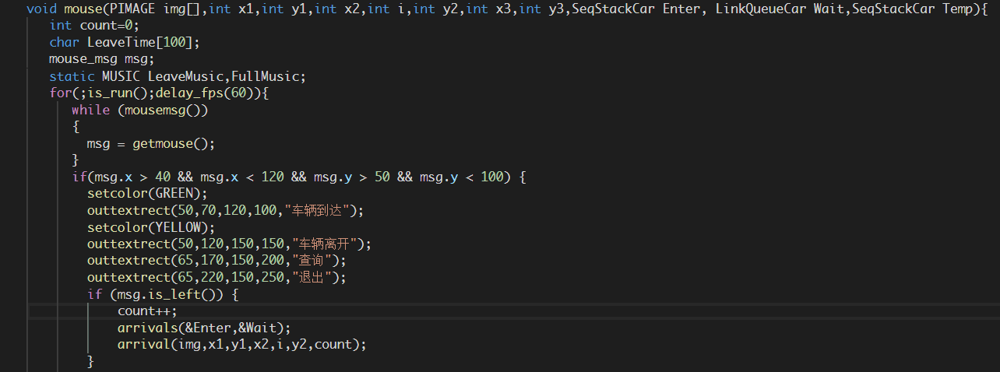 void mouse(PIMAGE img[],int x1,int y1,int x2,int i,int y2,int x3,int y3,SeqStackCar Enter, LinkQueueCar Wait,SeqStackCar Temp){
int count=0;
char LeaveTime[100];
mouse_msg msg;
static MUSIC LeaveMusic,FullMusic;
for(;is_run();delay_fps(60)){
while (mousemsg())
{
msg = getmouse();
}
if(msg.x > 40 && msg.x < 120 && msg.y > 50 && msg.y < 100) {
setcolor(GREEN);
outtextrect(50,70,120,100,"车辆到达");
setcolor(YELLOW);
outtextrect(50,120,150,150,"车辆离开");
outtextrect(65,170,150,200,"查询");
outtextrect(65,220,150,250,"退出");
if (msg.is_left()) {
count++;
arrivals(&Enter,&Wait);
arrival(img,x1,y1,x2,i,y2,count);
}